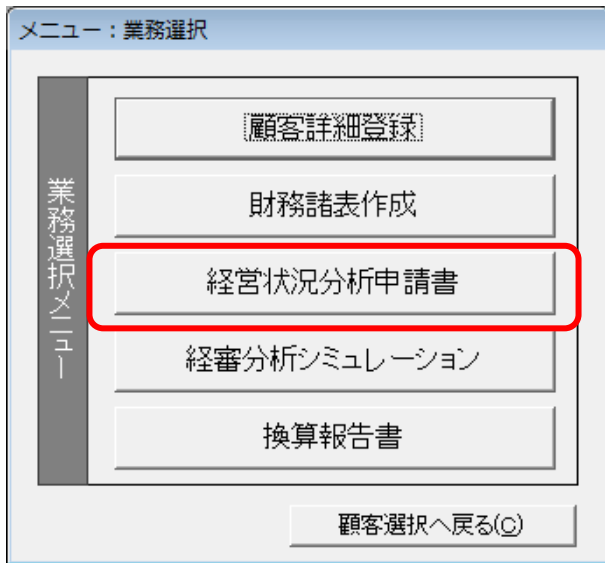 メニュー：業務選択
業務選択メニュー
顧客詳細登録
財務諸表作成
経営状況分析申請書
経審分析シミュレーション
換算報告書
顧客選択へ戻る(C)